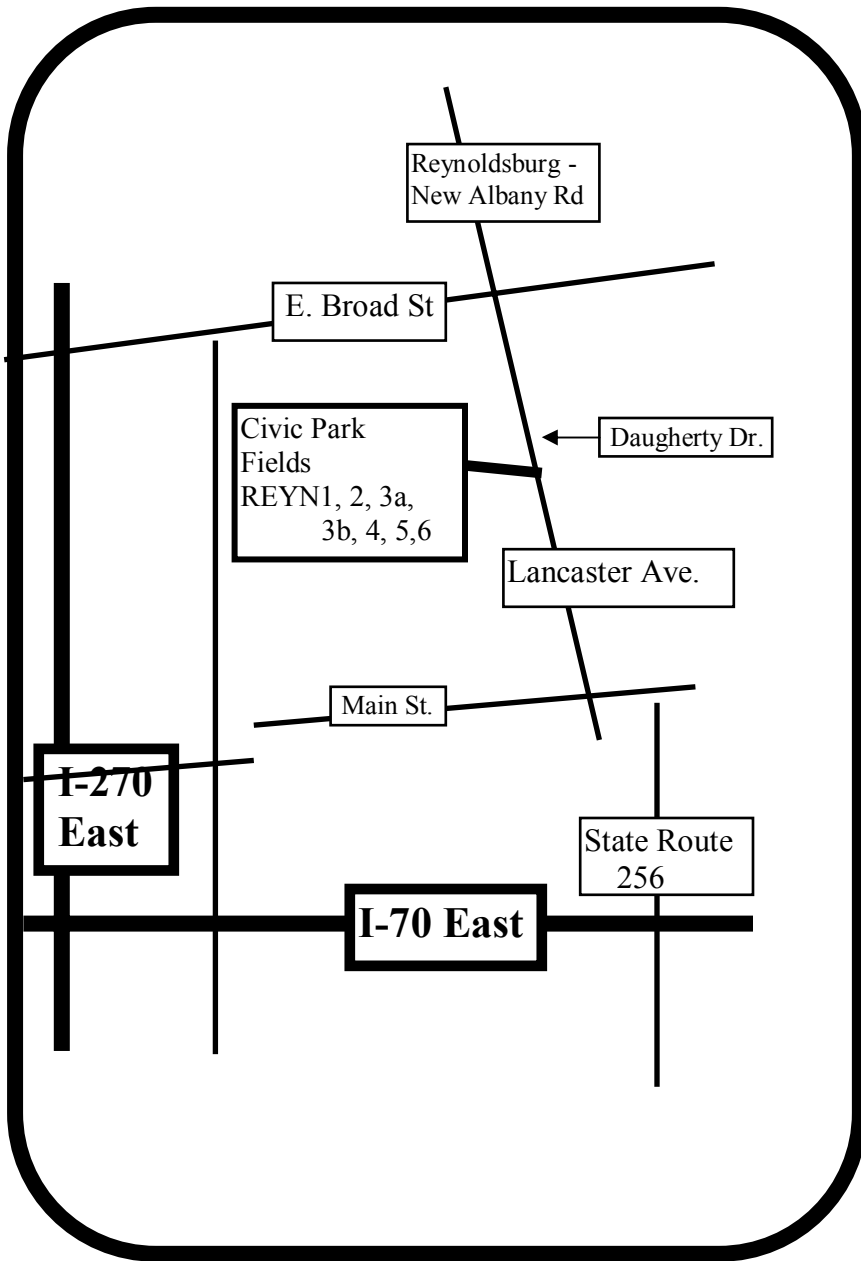 Reynoldsburg -
New Albany Rd
E. Broad St
Civic Park
Fields
REYN1, 2, 3a,
3b, 4, 5,6
Daugherty Dr.
Lancaster Ave.
Main St.
I-270
East
State Route
256
I-70 East